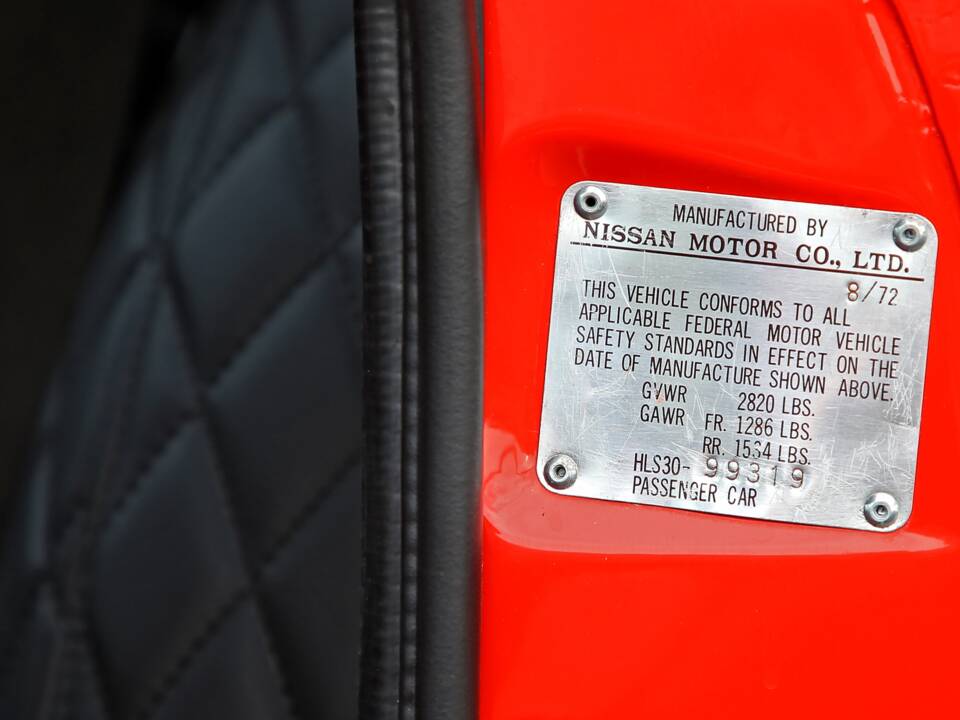 MANUFACTURED BY
NISSAN MOTOR CO., LTD.
8/72
THIS VEHICLE CONFORMS TO ALL
APPLICABLE FEDERAL MOTOR VEHICLE
SAFETY STANDARDS IN EFFECT ON THE
DATE OF MANUFACTURE SHOWN ABOVE.
GVWR 2820 LBS.
GAWR FR. 1286 LBS.
RR. 1534 LBS.
HLS30-99319
PASSENGER CAR